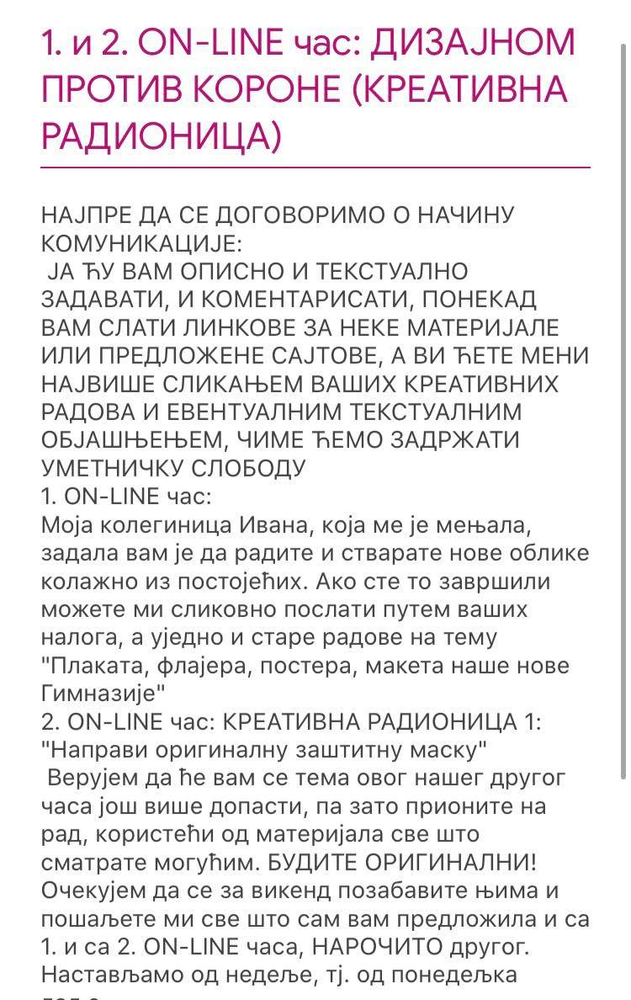 1. и 2. ON-LINE час: ДИЗАЈНОМ
ПРОТИВ КОРОНЕ (КРЕАТИВНА
РАДИОНИЦА)
НАЈПРЕ ДА СЕ ДОГОВОРИМО О НАЧИНУ
КОМУНИКАЦИЈЕ:
ЈА ЋУ ВАМ ОПИСНО И ТЕКСТУАЛНО
ЗАДАВАТИ, И КОМЕНТАРИСАТИ, ПОНЕКАД
ВАМ СЛАТИ ЛИНКОВЕ ЗА НЕКЕ МАТЕРИЈАЛЕ
ИЛИ ПРЕДЛОЖЕНЕ САЈТОВЕ, А ВИ ЋЕТЕ МЕНИ
НАЈВИШЕ СЛИКАЊЕМ ВАШИХ КРЕАТИВНИХ
РАДОВА И ЕВЕНТУАЛНИМ ТЕКСТУАЛНИМ
ОБЈАШЊЕЊЕМ, ЧИМЕ ЋЕМО ЗАДРЖАТИ
УМЕТНИЧКУ СЛОБОДУ
1. ON-LINE час:
Моја колегиница Ивана, која ме је мењала,
задала вам је да радите и стварате нове облике
колажно из постојећих. Ако сте то завршили
можете ми сликовно послати путем ваших
налога, а уједно и старе радове на тему
"Плаката, флајера, постера, макета наше нове
Гимназије"
2. ON-LINE час: КРЕАТИВНА РАДИОНИЦА 1:
"Направи оригиналну заштитну маску"
Верујем да ће вам се тема овог нашег другог
часа још више допасти, па зато прионите на
рад, користећи од материјала све што
сматрате могућим. БУДИТЕ ОРИГИНАЛНИ!
Очекујем да се за викенд позабавите њима и
пошаљете ми све што сам вам предложила и са
1. и са 2. ON-LINE часа, НАРОЧИТО другог.
Настављамо од недеље, тј. од понедељка